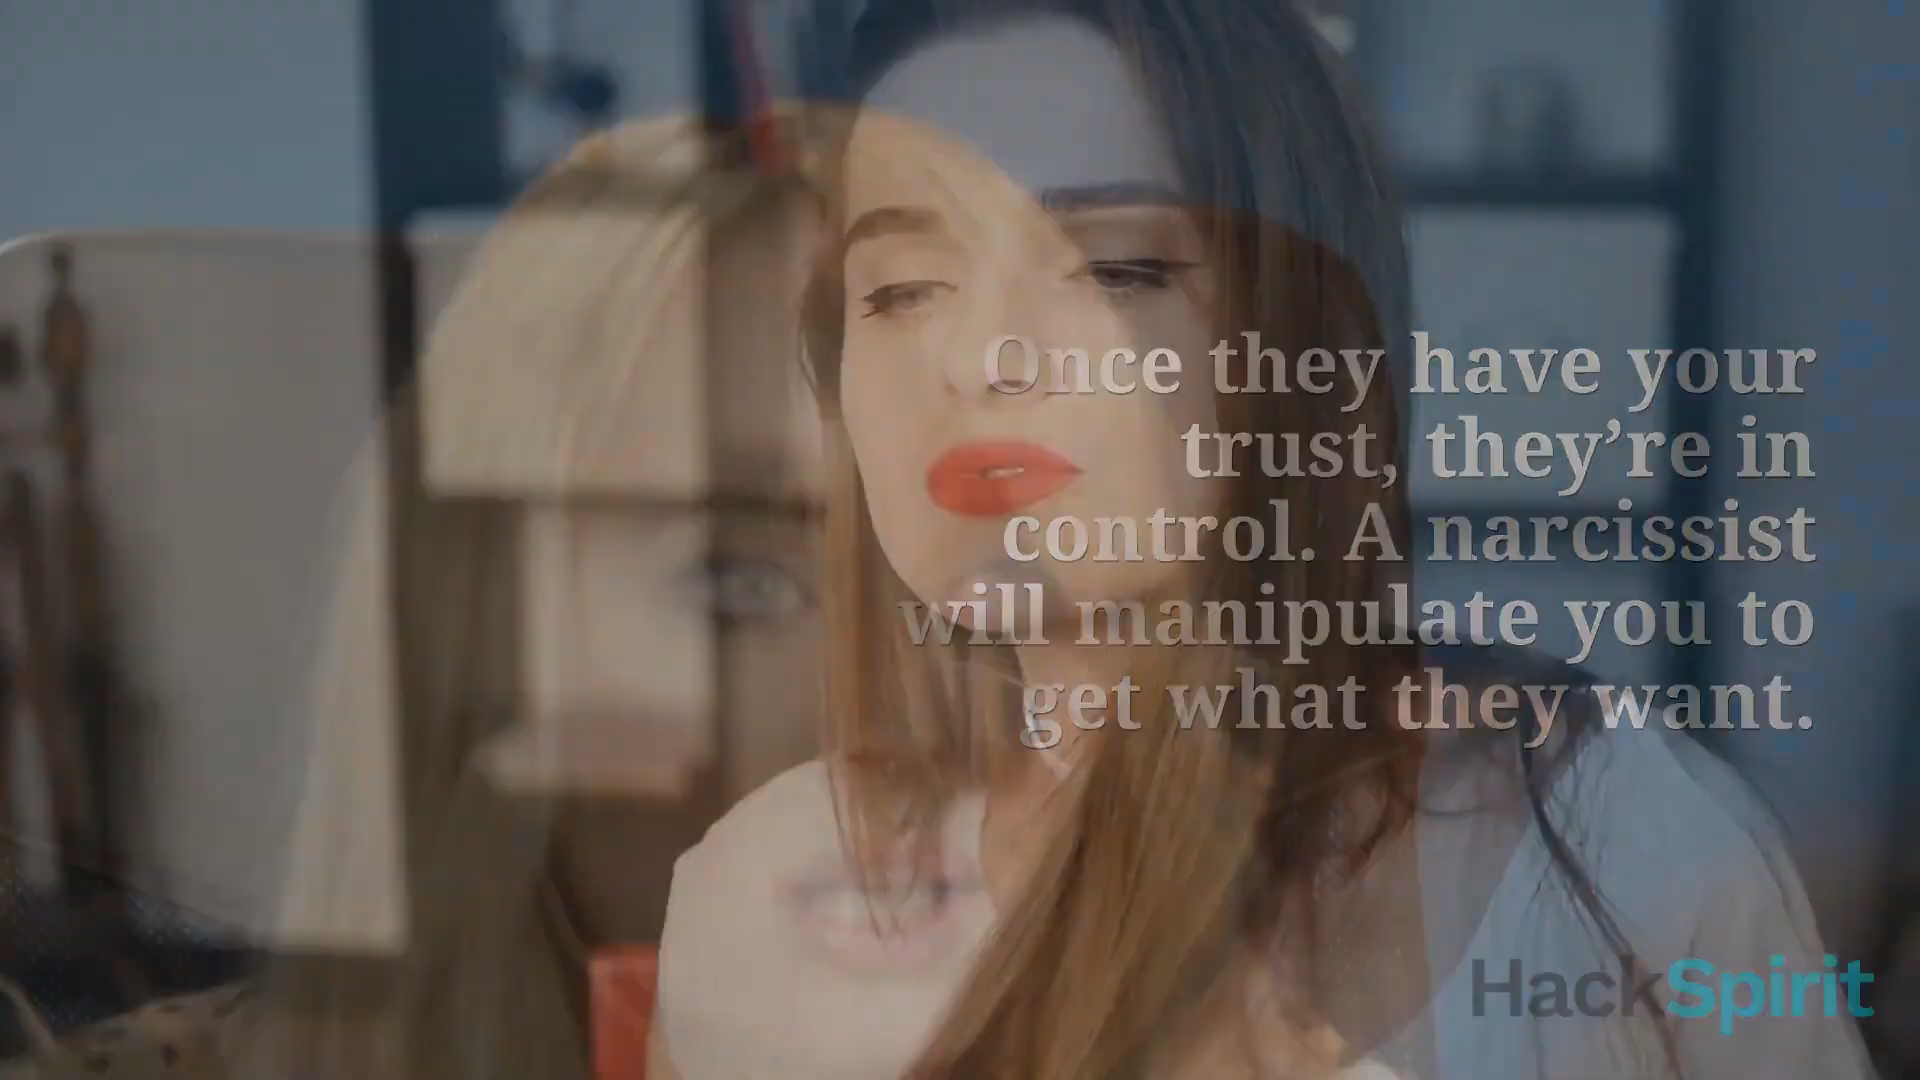 Once they have your
trust, they’re in
control. A narcissist
will manipulate you to
get what they want.
HackSpirit